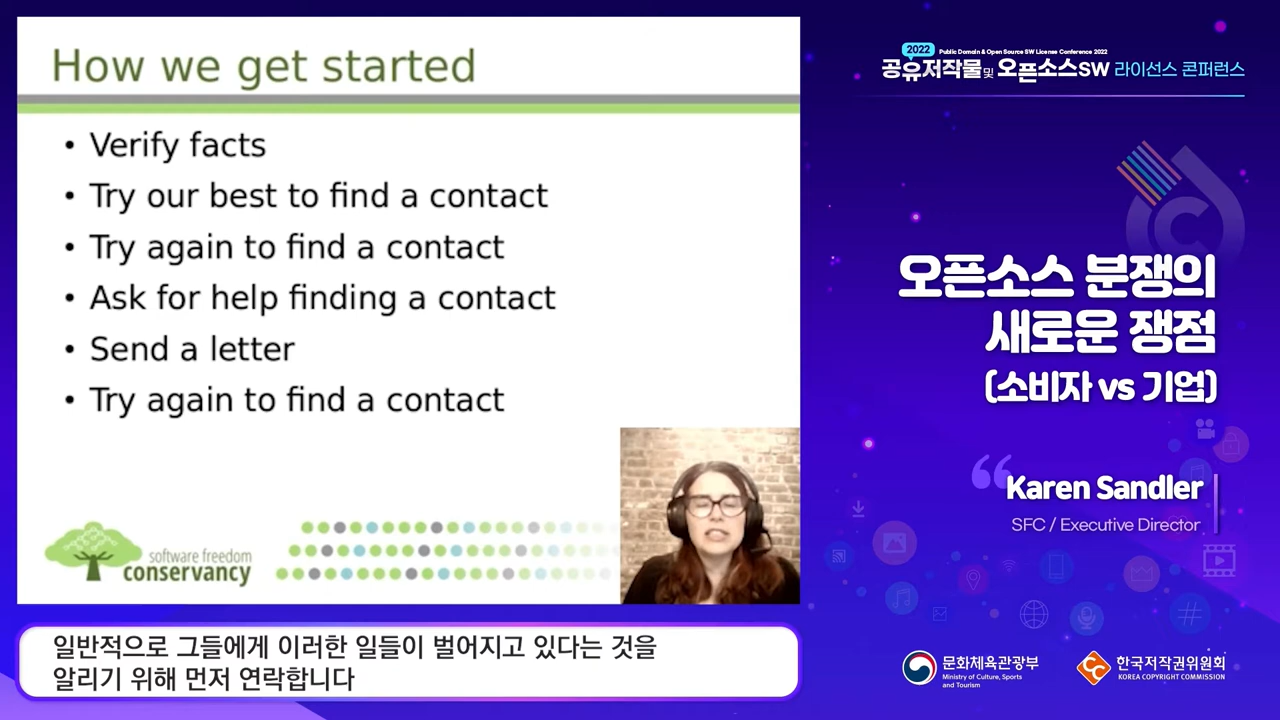 How we get started
• Verify facts
• Try our best to find a contact
• Try again to find a contact
• Ask for help finding a contact
• Send a letter
• Try again to find a contact
software freedom
conservancy
일반적으로 그들에게 이러한 일들이 벌어지고 있다는 것을
알리기 위해 먼저 연락합니다
2022 Public Domain & Open Source SW License Conference 2022
공유저작물 및 오픈소스SW 라이선스 콘퍼런스
오픈소스 분쟁의
새로운 쟁점
(소비자 vs 기업)
“
Karen Sandler
SFC / Executive Director
문화체육관광부
Ministry of Culture, Sports
and Tourism
한국저작권위원회
KOREA COPYRIGHT COMMISSION